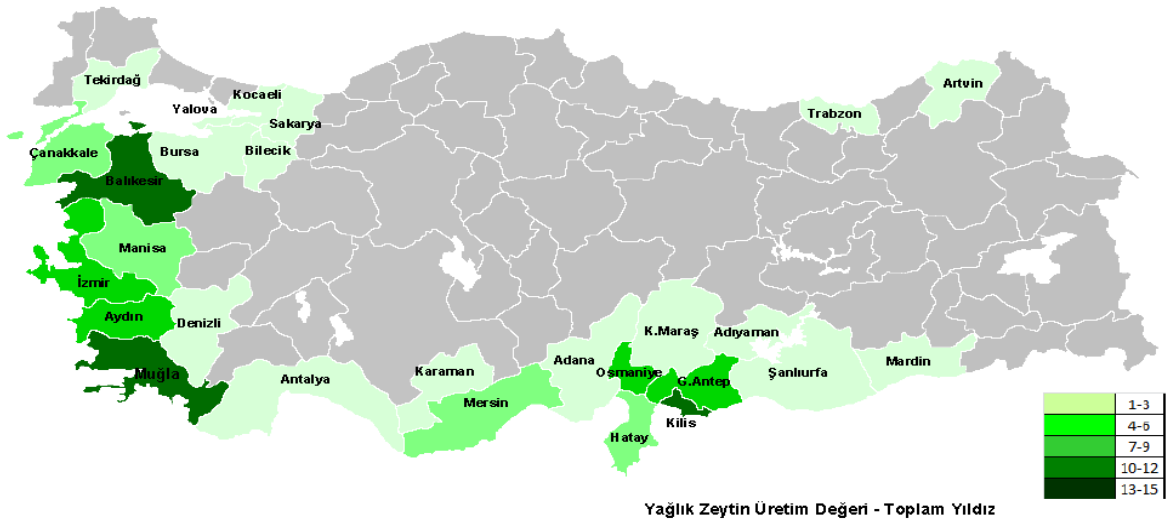 Tekirdağ
Kocaeli
Yalova
Sakarya
Çanakkale
Bursa
Bilecik
Balıkesir
Manisa
İzmir
Aydın
Denizli
Muğla
Antalya
Karaman
Mersin
Adana
Osmaniye
K.Maraş
Adıyaman
G.Antep
Kilis
Hatay
Şanlıurfa
Mardin
Trabzon
Artvin
1-3
4-6
7-9
10-12
13-15
Yağlık Zeytin Üretim Değeri - Toplam Yıldız